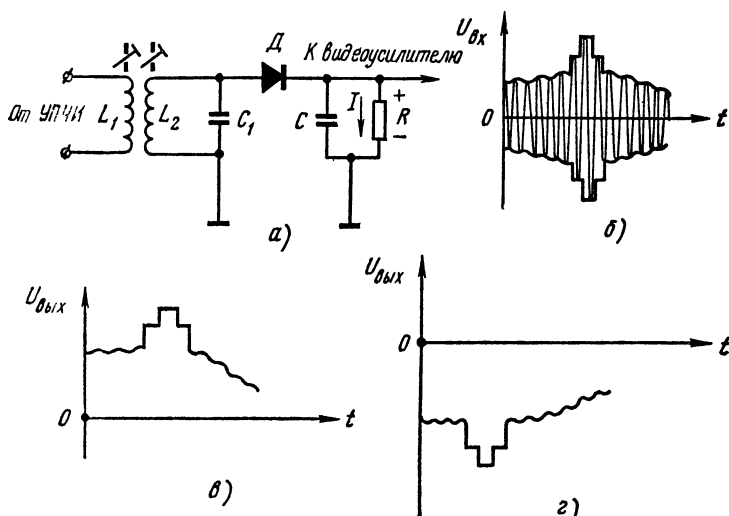 Д
К видеоусилителю
От УПЧИ
L1
L2
C1
C
I
+
−
R
а)
Uвх
0
t
б)
Uвых
0
t
в)
Uвых
0
t
г)